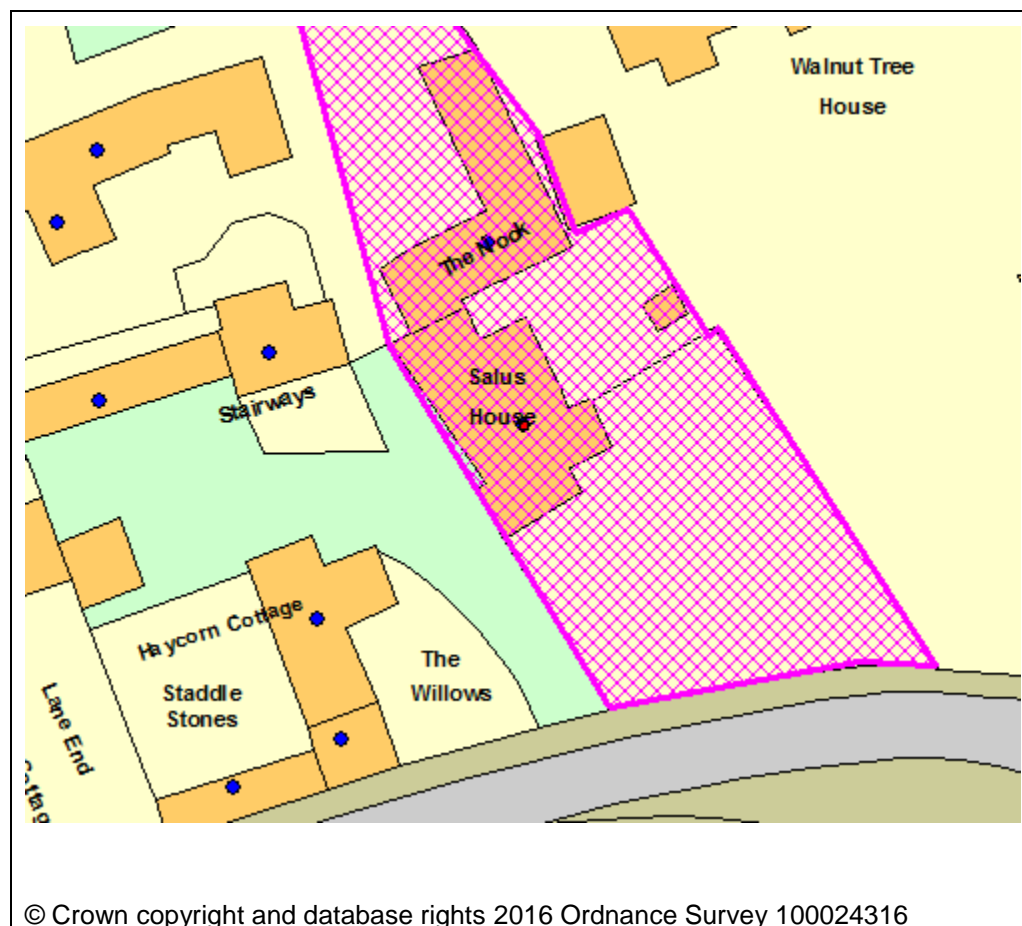 Walnut Tree
House
The Nook
Salus
House
Stairways
Haycorn Cottage
The
Willows
Staddle
Stones
Lane End
© Crown copyright and database rights 2016 Ordnance Survey 100024316